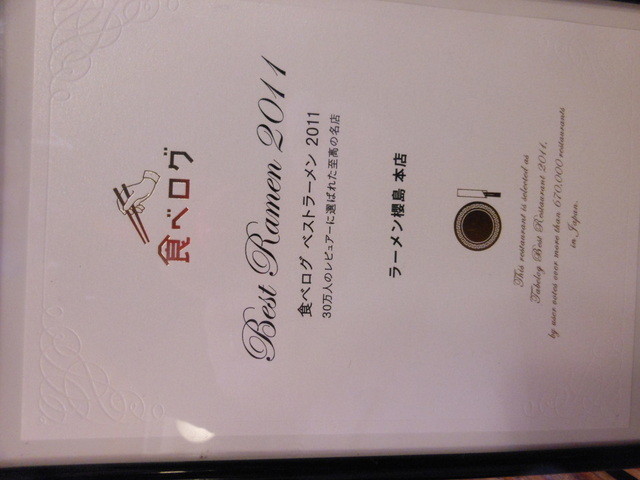 食べログ
Best Ramen 2011
食べログ ベストラーメン 2011
30万人のレビュアーに選ばれた至高の名店
ラーメン櫻島 本店
This restaurant is selected as
Tabelog Best Restaurant 2011,
by user votes over more than 670,000 restaurants
in Japan.